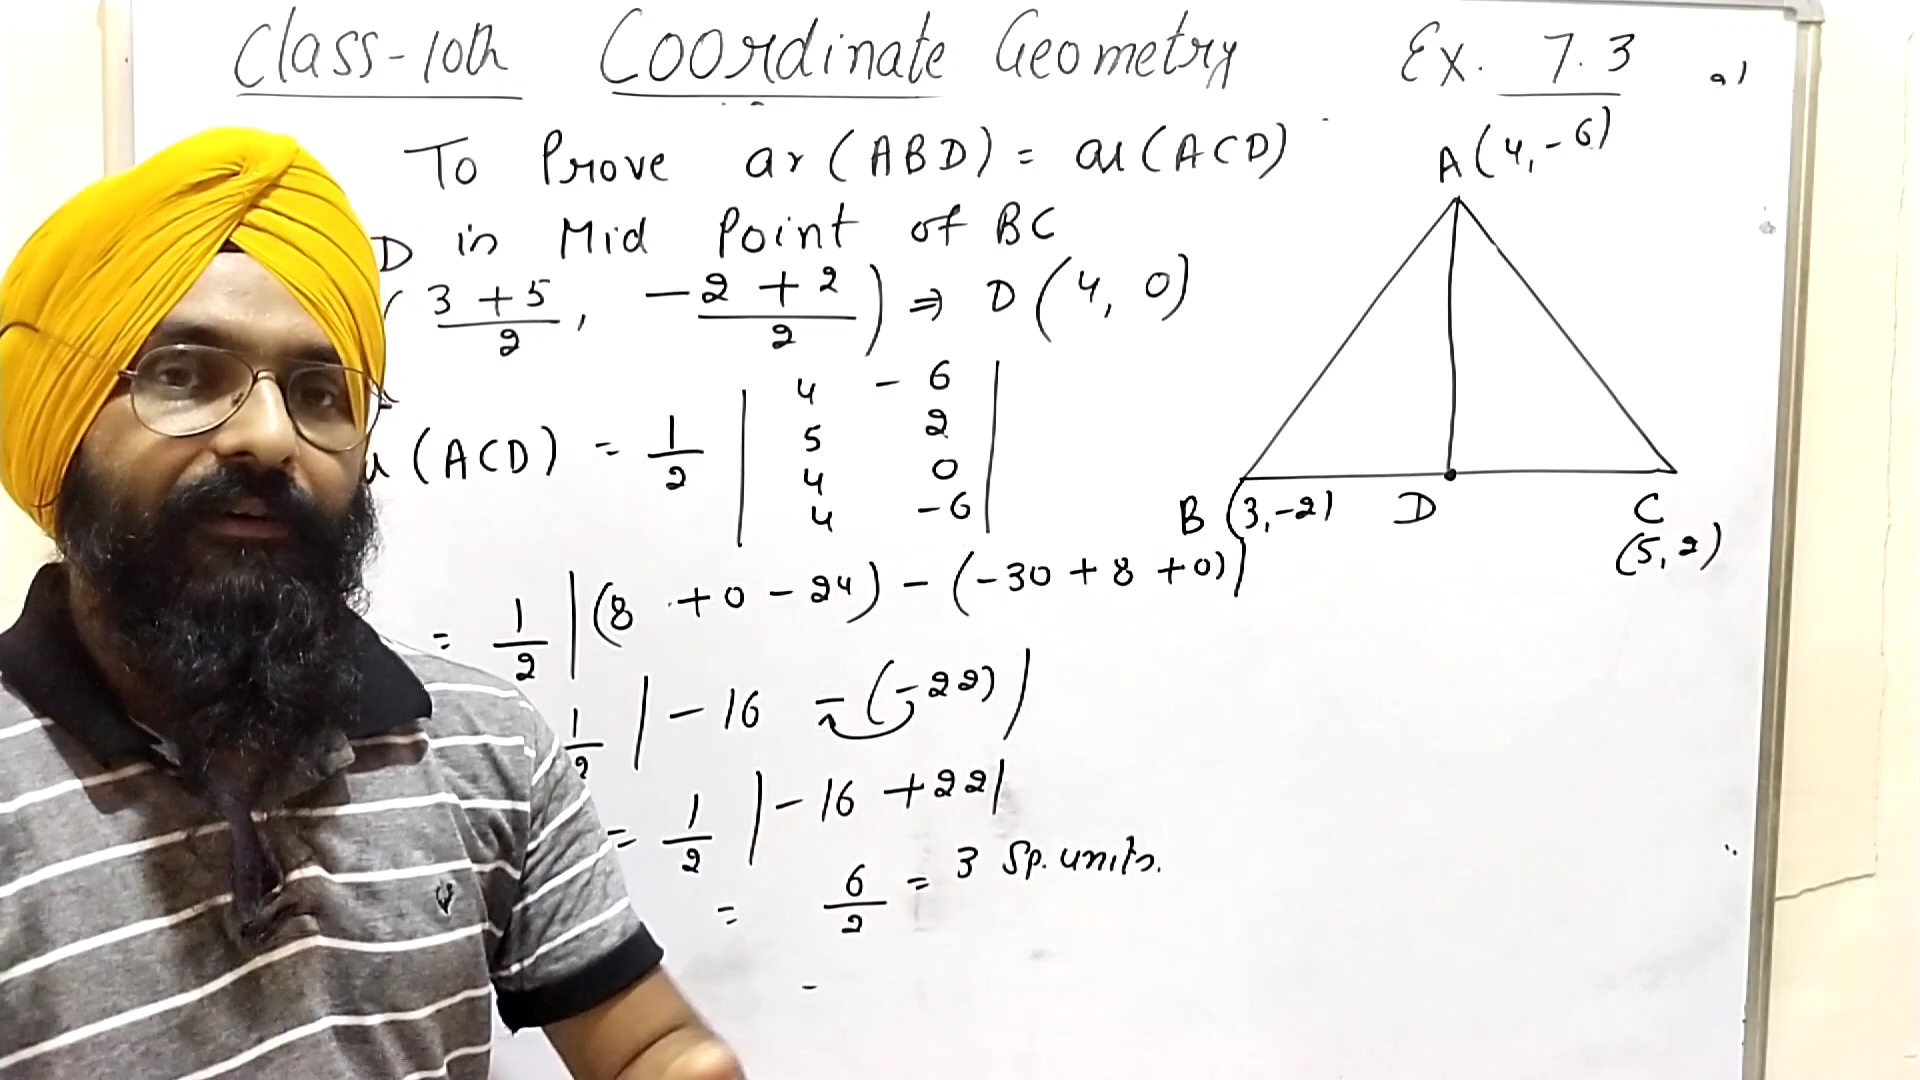 Class-10th Coordinate Geometry Ex. 7.3
To Prove ar(ABD) = ar(ACD)
D is Mid Point of BC
( 3 + 5 / 2 , -2 + 2 / 2 ) ⇒ D ( 4, 0 )
(ACD) = 1/2 | 4 -6
5 2
4 0
4 -6 |
= 1/2 |(8 + 0 - 24) - (-30 + 8 + 0)|
1/2 | -16 - (-22) |
= 1/2 | -16 + 22 |
= 6/2 = 3 Sq. units.
A (4, -6)
B (3, -2) D C
(5, 2)